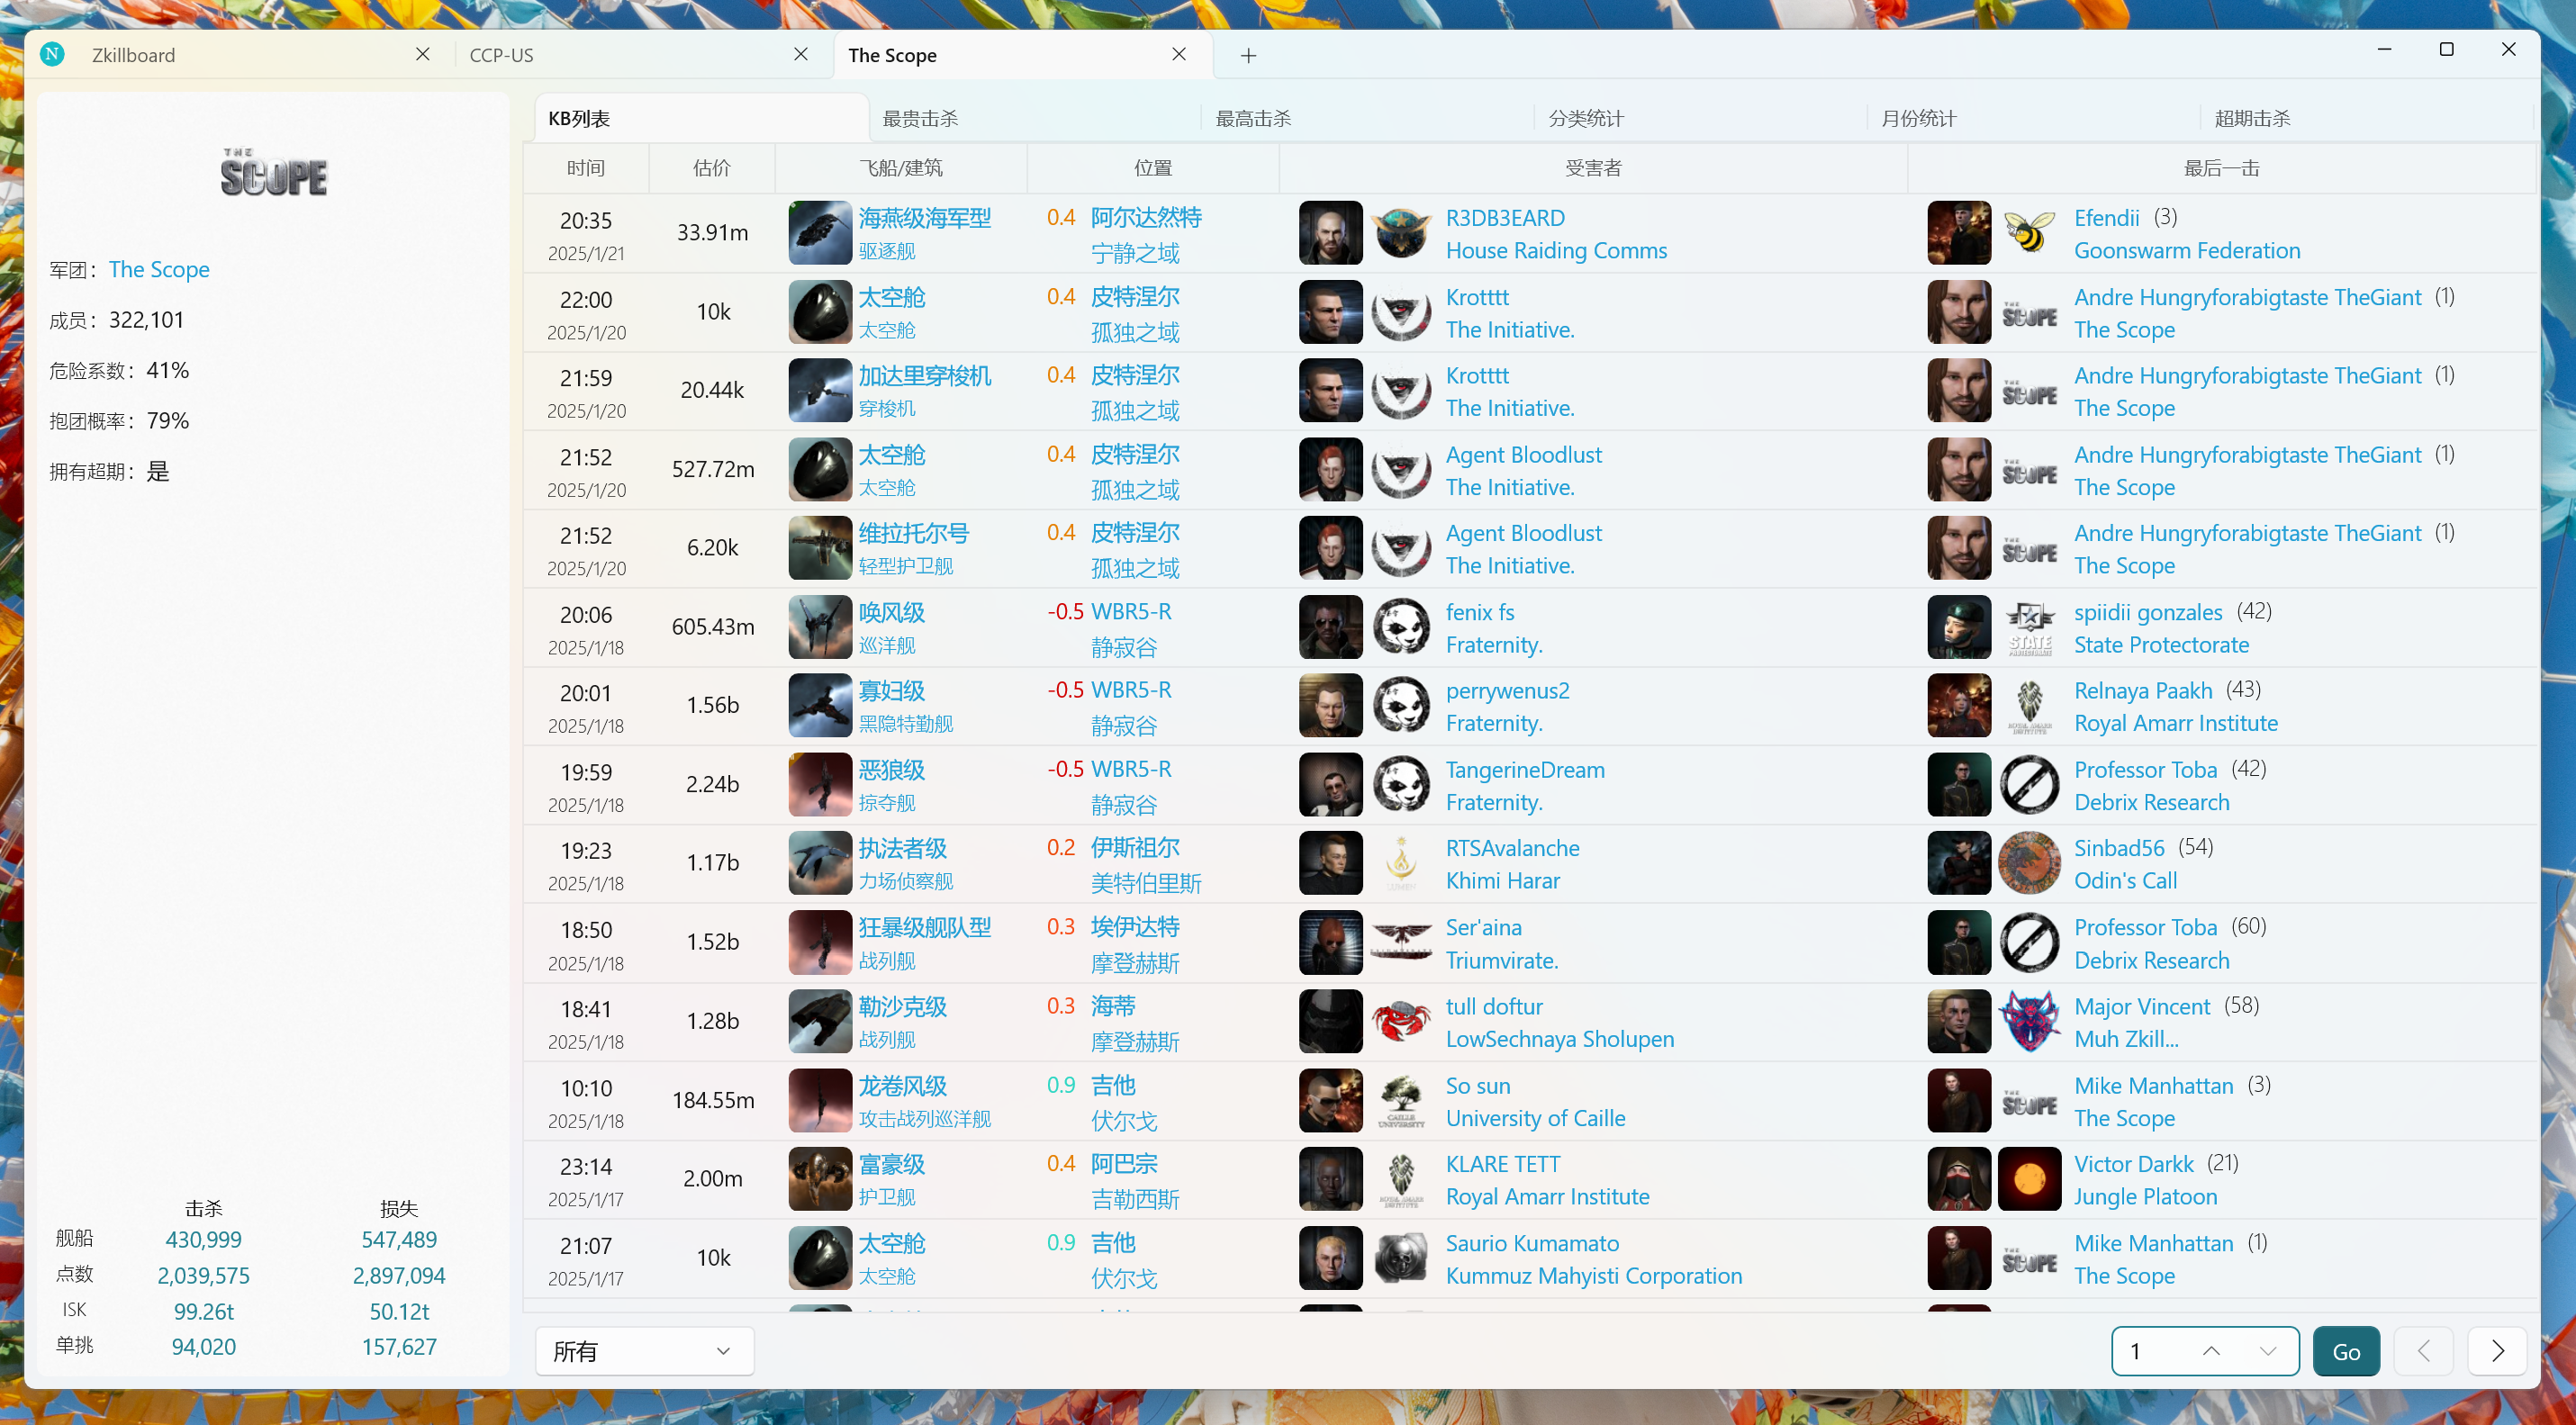 Zkillboard
CCP-US
The Scope
THE
SCOPE
军团：The Scope
成员：322,101
危险系数：41%
抱团概率：79%
拥有超期：是
击杀 损失
舰船 430,999 547,489
点数 2,039,575 2,897,094
ISK 99.26t 50.12t
单挑 94,020 157,627
KB列表 最贵击杀 最高击杀 分类统计 月份统计 超期击杀
时间 估价 飞船/建筑 位置 受害者 最后一击
20:35 33.91m 海燕级海军型 0.4 阿尔达然特 R3DB3EARD Efendii (3)
2025/1/21 驱逐舰 宁静之域 House Raiding Comms Goonswarm Federation
22:00 10k 太空舱 0.4 皮特涅尔 Krotttt Andre Hungryforabigtaste TheGiant (1)
2025/1/20 太空舱 孤独之域 The Initiative. The Scope
21:59 20.44k 加达里穿梭机 0.4 皮特涅尔 Krotttt Andre Hungryforabigtaste TheGiant (1)
2025/1/20 穿梭机 孤独之域 The Initiative. The Scope
21:52 527.72m 太空舱 0.4 皮特涅尔 Agent Bloodlust Andre Hungryforabigtaste TheGiant (1)
2025/1/20 太空舱 孤独之域 The Initiative. The Scope
21:52 6.20k 维拉托尔号 0.4 皮特涅尔 Agent Bloodlust Andre Hungryforabigtaste TheGiant (1)
2025/1/20 轻型护卫舰 孤独之域 The Initiative. The Scope
20:06 605.43m 唤风级 -0.5 WBR5-R fenix fs spiidii gonzales (42)
2025/1/18 巡洋舰 静寂谷 Fraternity. State Protectorate
20:01 1.56b 寡妇级 -0.5 WBR5-R perrywenus2 Relnaya Paakh (43)
2025/1/18 黑隐特勤舰 静寂谷 Fraternity. Royal Amarr Institute
19:59 2.24b 恶狼级 -0.5 WBR5-R TangerineDream Professor Toba (42)
2025/1/18 掠夺舰 静寂谷 Fraternity. Debrix Research
19:23 1.17b 执法者级 0.2 伊斯祖尔 RTSAvalanche Sinbad56 (54)
2025/1/18 力场侦察舰 美特伯里斯 Khimi Harar Odin's Call
18:50 1.52b 狂暴级舰队型 0.3 埃伊达特 Ser'aina Professor Toba (60)
2025/1/18 战列舰 摩登赫斯 Triumvirate. Debrix Research
18:41 1.28b 勒沙克级 0.3 海蒂 tull doftur Major Vincent (58)
2025/1/18 战列舰 摩登赫斯 LowSechnaya Sholupen Muh Zkill...
10:10 184.55m 龙卷风级 0.9 吉他 So sun Mike Manhattan (3)
2025/1/18 攻击战列巡洋舰 伏尔戈 University of Caille The Scope
23:14 2.00m 富豪级 0.4 阿巴宗 KLARE TETT Victor Darkk (21)
2025/1/17 护卫舰 吉勒西斯 Royal Amarr Institute Jungle Platoon
21:07 10k 太空舱 0.9 吉他 Saurio Kumamato Mike Manhattan (1)
2025/1/17 太空舱 伏尔戈 Kummuz Mahyisti Corporation The Scope
所有 1 Go